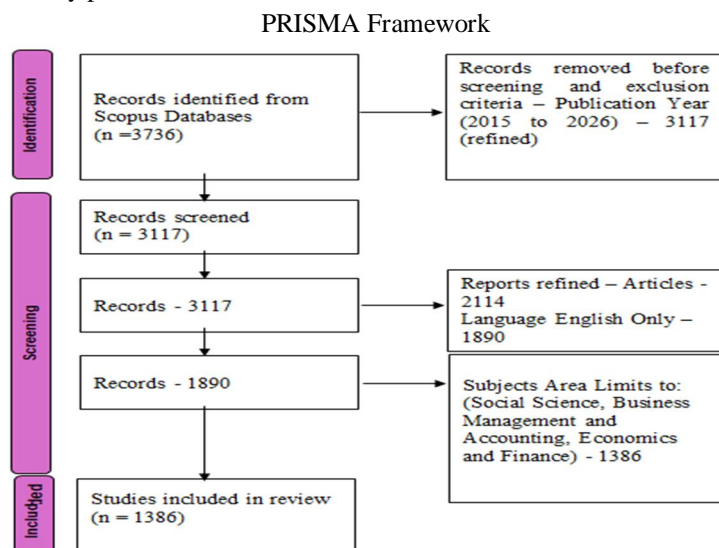 PRISMA Framework
Identification
Records identified from
Scopus Databases
(n =3736)
Records removed before
screening and exclusion
criteria – Publication Year
(2015 to 2026) – 3117
(refined)
Screening
Records screened
(n = 3117)
Records - 3117
Reports refined – Articles -
2114
Language English Only –
1890
Records - 1890
Subjects Area Limits to:
(Social Science, Business
Management and
Accounting, Economics
and Finance) - 1386
Included
Studies included in review
(n = 1386)